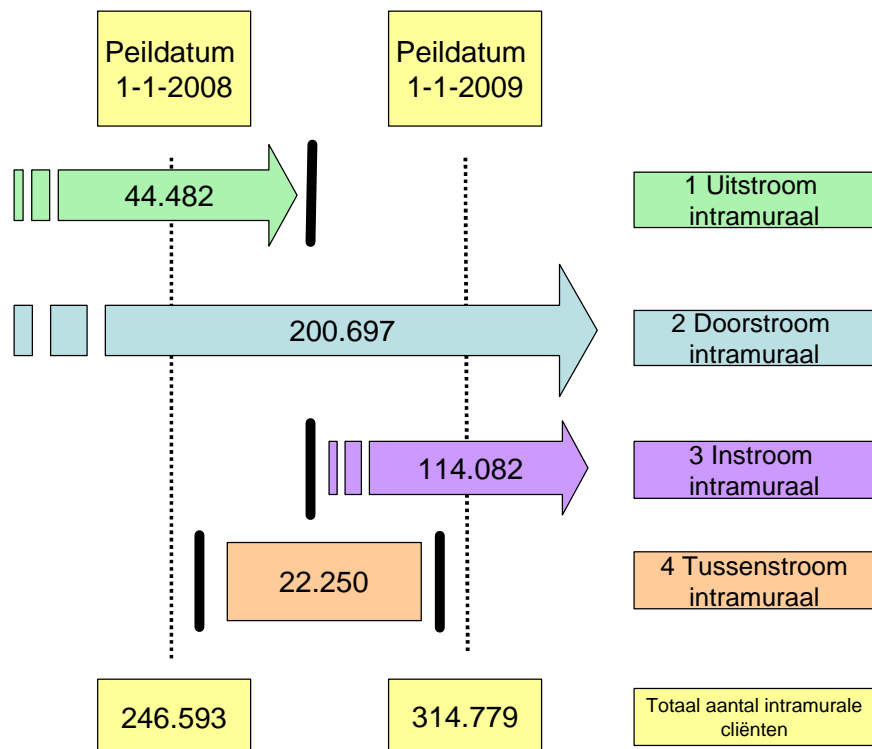 Peildatum
1-1-2008
Peildatum
1-1-2009
44.482
1 Uitstroom
intramuraal
200.697
2 Doorstroom
intramuraal
114.082
3 Instroom
intramuraal
22.250
4 Tussenstroom
intramuraal
246.593
314.779
Totaal aantal intramurale
cliënten